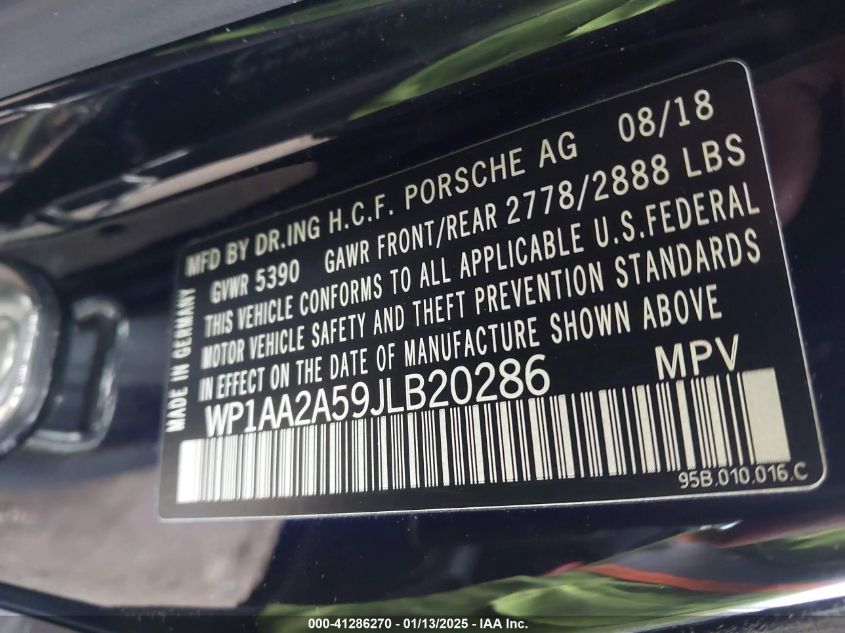 MFD BY DR.ING H.C.F. PORSCHE AG 08/18
GVWR 5390 GAWR FRONT/REAR 2778/2888 LBS
THIS VEHICLE CONFORMS TO ALL APPLICABLE U.S.FEDERAL
MOTOR VEHICLE SAFETY AND THEFT PREVENTION STANDARDS
IN EFFECT ON THE DATE OF MANUFACTURE SHOWN ABOVE
WP1AA2A59JLB20286 MPV
MADE IN GERMANY
95B.010.016.C
000-41286270 - 01/13/2025 - IAA Inc.